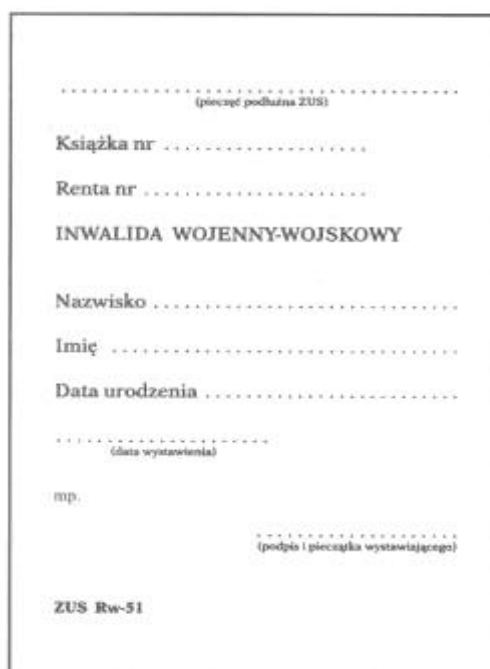 (pieczęć podłużna ZUS)
Książka nr ....................
Renta nr ....................
INWALIDA WOJENNY-WOJSKOWY
Nazwisko ..............................
Imię ..............................
Data urodzenia ......................
(data wystawienia)
mp.
(podpis i pieczątka wystawiającego)
ZUS Rw-51